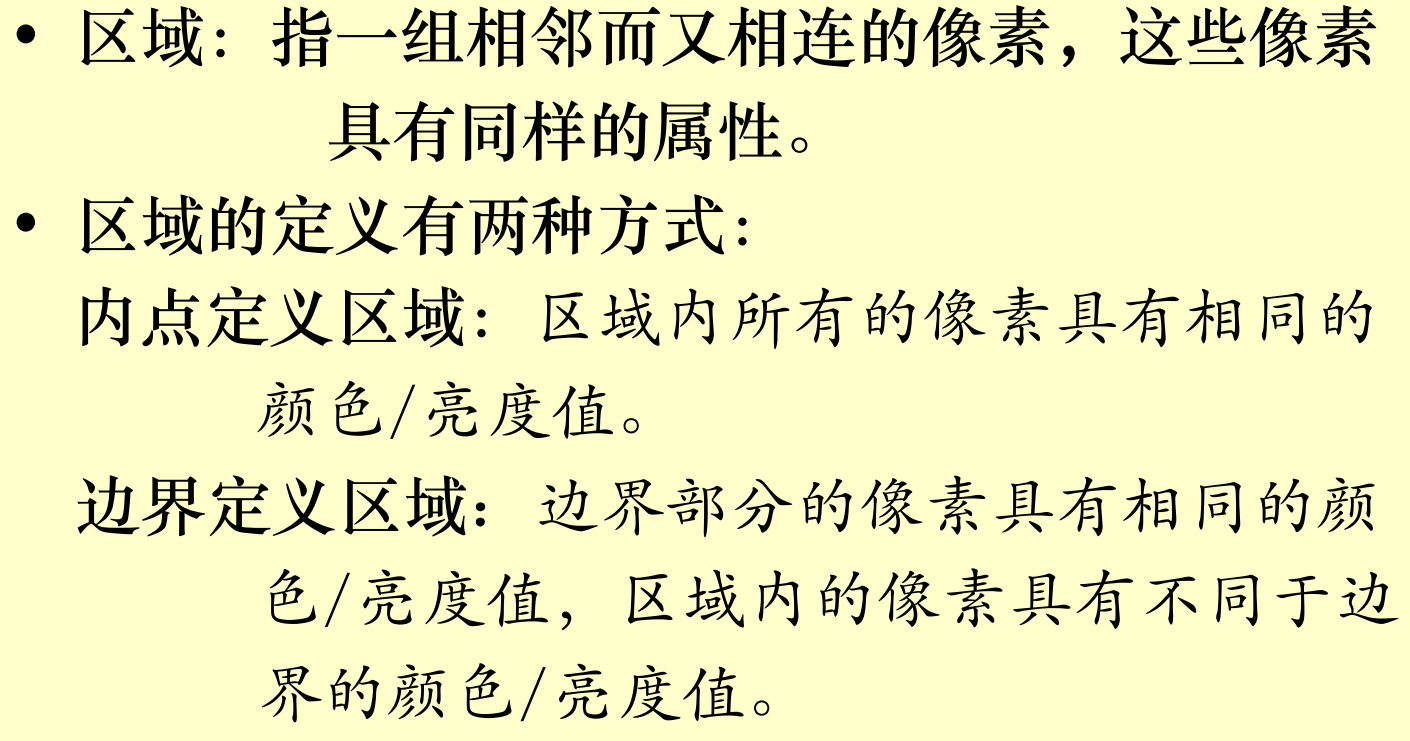 • 区域：指一组相邻而又相连的像素，这些像素
具有同样的属性。
• 区域的定义有两种方式：
内点定义区域：区域内所有的像素具有相同的
颜色/亮度值。
边界定义区域：边界部分的像素具有相同的颜
色/亮度值，区域内的像素具有不同于边
界的颜色/亮度值。